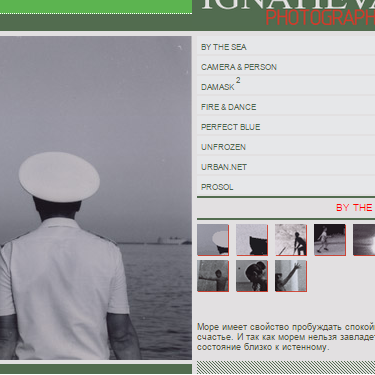 IGNATIEVA
PHOTOGRAPH
BY THE SEA
CAMERA & PERSON
DAMASK 2
FIRE & DANCE
PERFECT BLUE
UNFROZEN
URBAN.NET
PROSOL
BY THE
Море имеет свойство пробуждать спокой
счастье. И так как морем нельзя завладе
состояние близко к истенному.